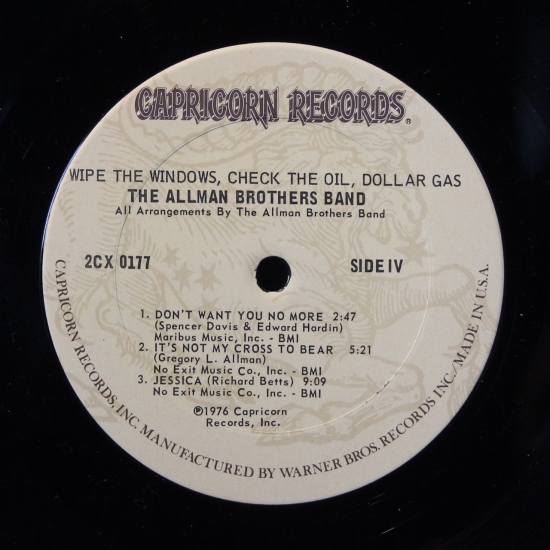 CAPRICORN RECORDS®
WIPE THE WINDOWS, CHECK THE OIL, DOLLAR GAS
THE ALLMAN BROTHERS BAND
All Arrangements By The Allman Brothers Band
2CX 0177
SIDE IV
1. DON'T WANT YOU NO MORE 2:47
(Spencer Davis & Edward Hardin)
Maribus Music, Inc. - BMI
2. IT'S NOT MY CROSS TO BEAR 5:21
(Gregory L. Allman)
No Exit Music Co., Inc. - BMI
3. JESSICA (Richard Betts) 9:09
No Exit Music Co., Inc. - BMI
℗1976 Capricorn
Records, Inc.
CAPRICORN RECORDS, INC. MANUFACTURED BY WARNER BROS. RECORDS INC./MADE IN U.S.A.